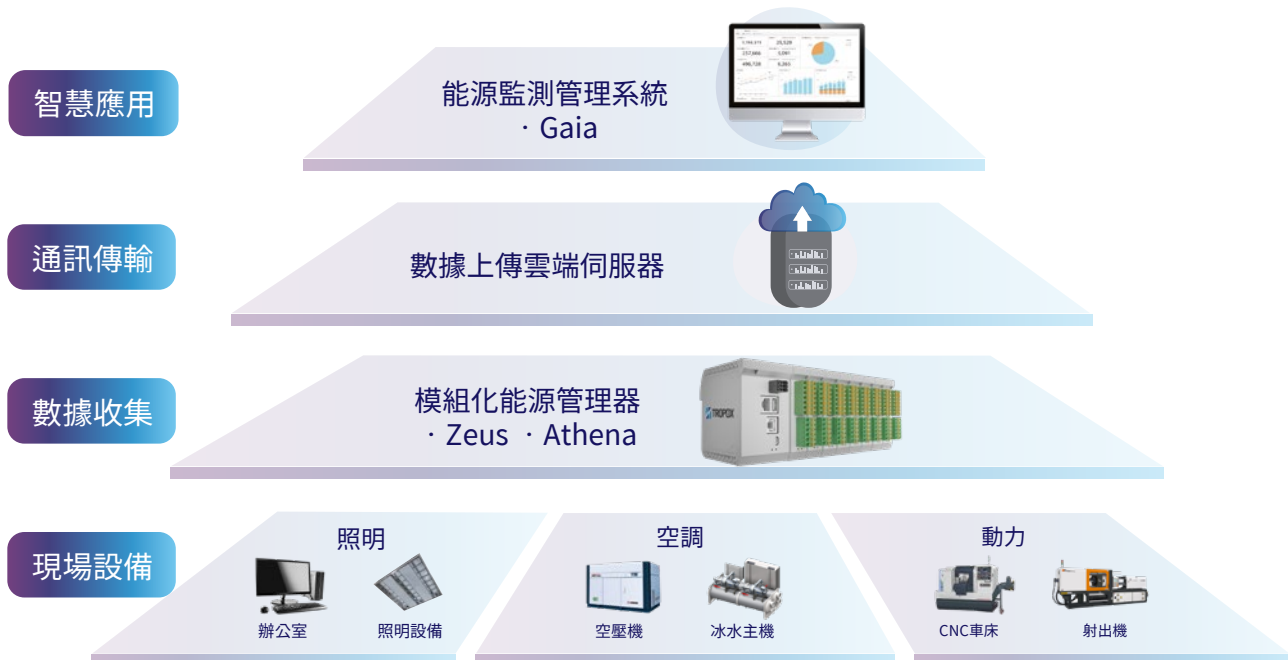 智慧應用
能源監測管理系統
· Gaia
通訊傳輸
數據上傳雲端伺服器
數據收集
模組化能源管理器
· Zeus · Athena
TROPOX
現場設備
照明
空調
動力
辦公室
照明設備
空壓機
冰水主機
CNC車床
射出機